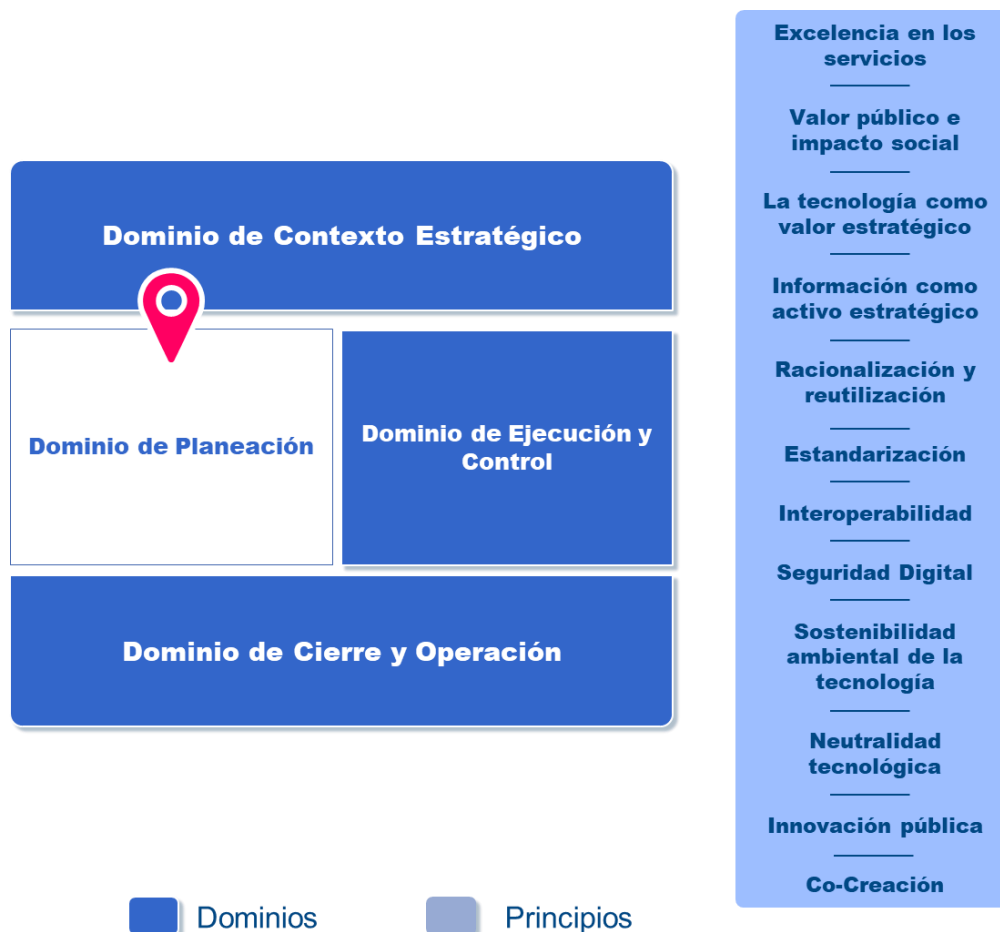 Dominio de Contexto Estratégico
Dominio de Planeación
Dominio de Ejecución y
Control
Dominio de Cierre y Operación
Excelencia en los
servicios
Valor público e
impacto social
La tecnología como
valor estratégico
Información como
activo estratégico
Racionalización y
reutilización
Estandarización
Interoperabilidad
Seguridad Digital
Sostenibilidad
ambiental de la
tecnología
Neutralidad
tecnológica
Innovación pública
Co-Creación
Dominios
Principios